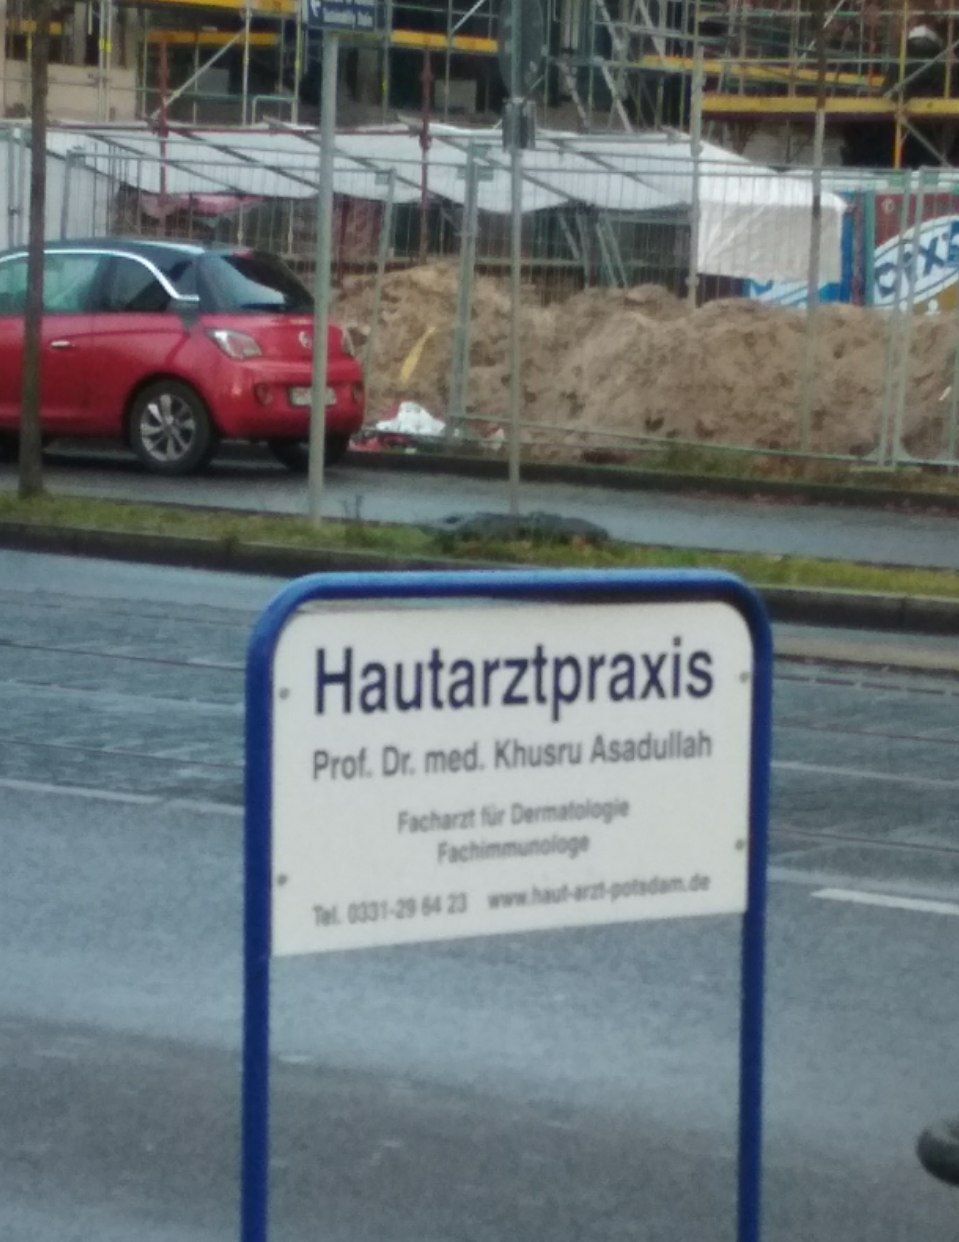 Hautarztpraxis
Prof. Dr. med. Khusru Asadullah
Facharzt für Dermatologie
Fachimmunologe
Tel. 0331-29 64 23 www.haut-arzt-potsdam.de